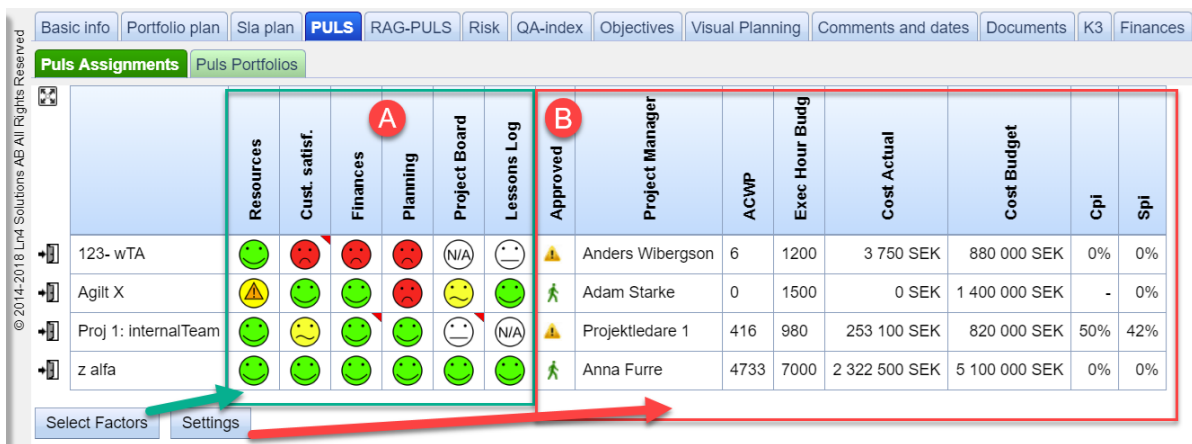 Basic info Portfolio plan Sla plan PULS RAG-PULS Risk QA-index Objectives Visual Planning Comments and dates Documents K3 Finances
Puls Assignments Puls Portfolios
© 2014-2018 Ln4 Solutions AB All Rights Reserved
A B
Resources Cust. satisf. Finances Planning Project Board Lessons Log Approved Project Manager ACWP Exec Hour Budg Cost Actual Cost Budget Cpi Spi
123- wTA N/A Anders Wibergson 6 1200 3 750 SEK 880 000 SEK 0% 0%
Agilt X Adam Starke 0 1500 0 SEK 1 400 000 SEK - 0%
Proj 1: internalTeam N/A Projektledare 1 416 980 253 100 SEK 820 000 SEK 50% 42%
z alfa Anna Furre 4733 7000 2 322 500 SEK 5 100 000 SEK 0% 0%
Select Factors Settings